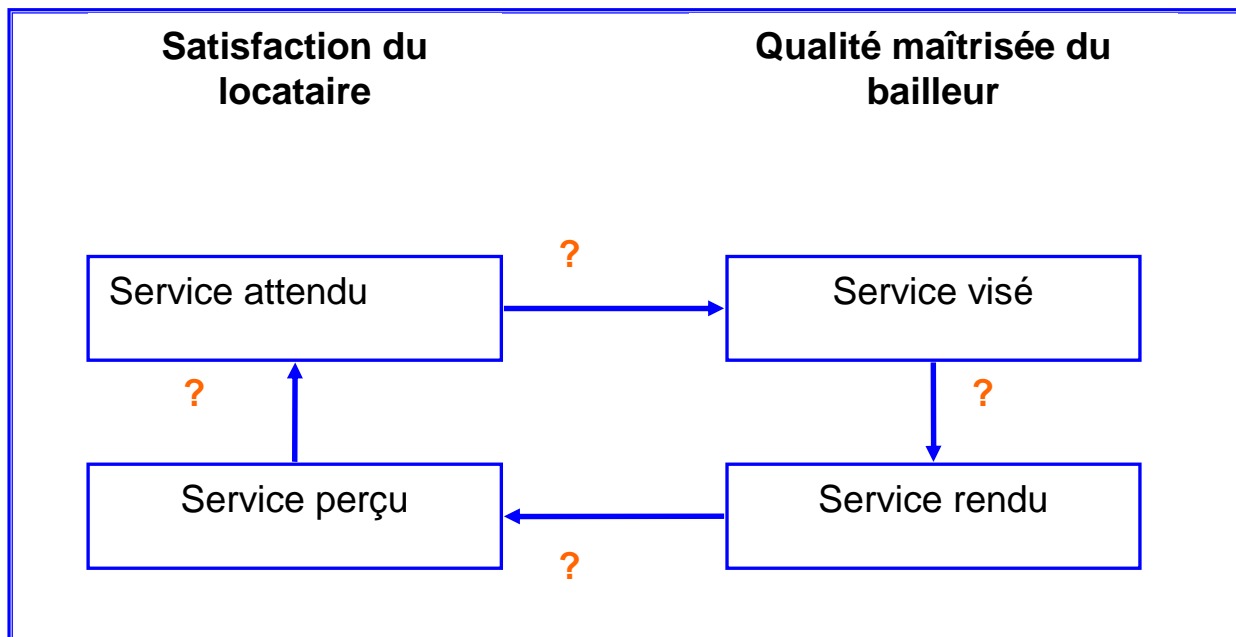 Satisfaction du
locataire
Qualité maîtrisée du
bailleur
?
Service attendu
Service visé
?
?
Service perçu
Service rendu
?